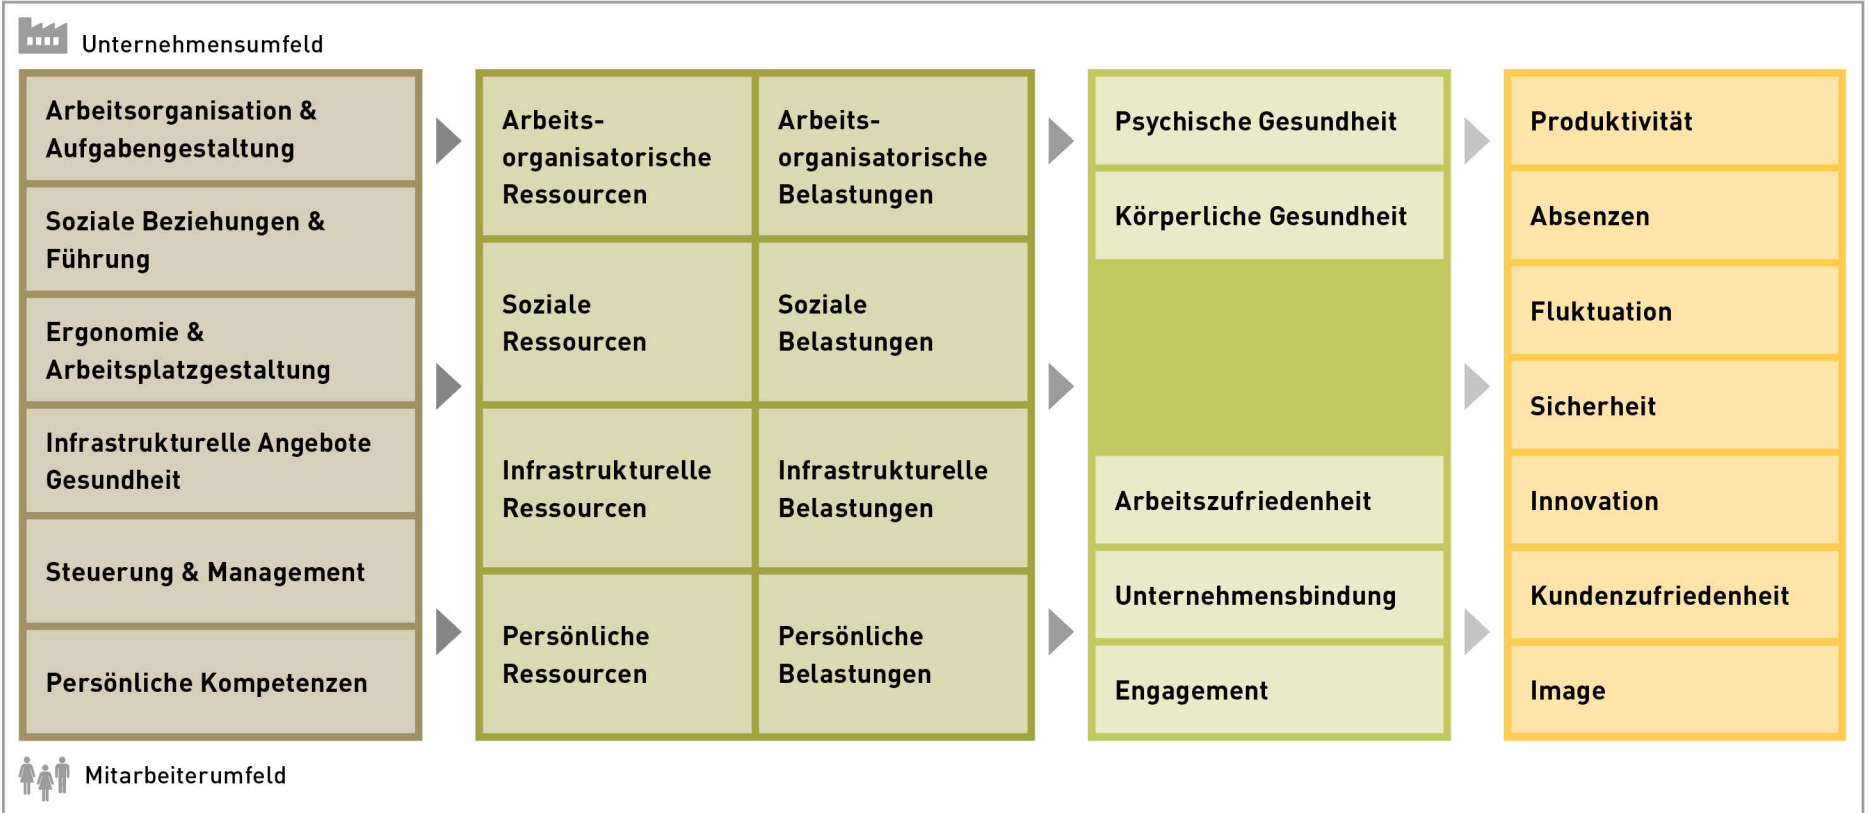 Unternehmensumfeld
Arbeitsorganisation &
Aufgabengestaltung
Soziale Beziehungen &
Führung
Ergonomie &
Arbeitsplatzgestaltung
Infrastrukturelle Angebote
Gesundheit
Steuerung & Management
Persönliche Kompetenzen
Arbeits-
organisatorische
Ressourcen
Arbeits-
organisatorische
Belastungen
Soziale
Ressourcen
Soziale
Belastungen
Infrastrukturelle
Ressourcen
Infrastrukturelle
Belastungen
Persönliche
Ressourcen
Persönliche
Belastungen
Psychische Gesundheit
Körperliche Gesundheit
Arbeitszufriedenheit
Unternehmensbindung
Engagement
Produktivität
Absenzen
Fluktuation
Sicherheit
Innovation
Kundenzufriedenheit
Image
Mitarbeiterumfeld